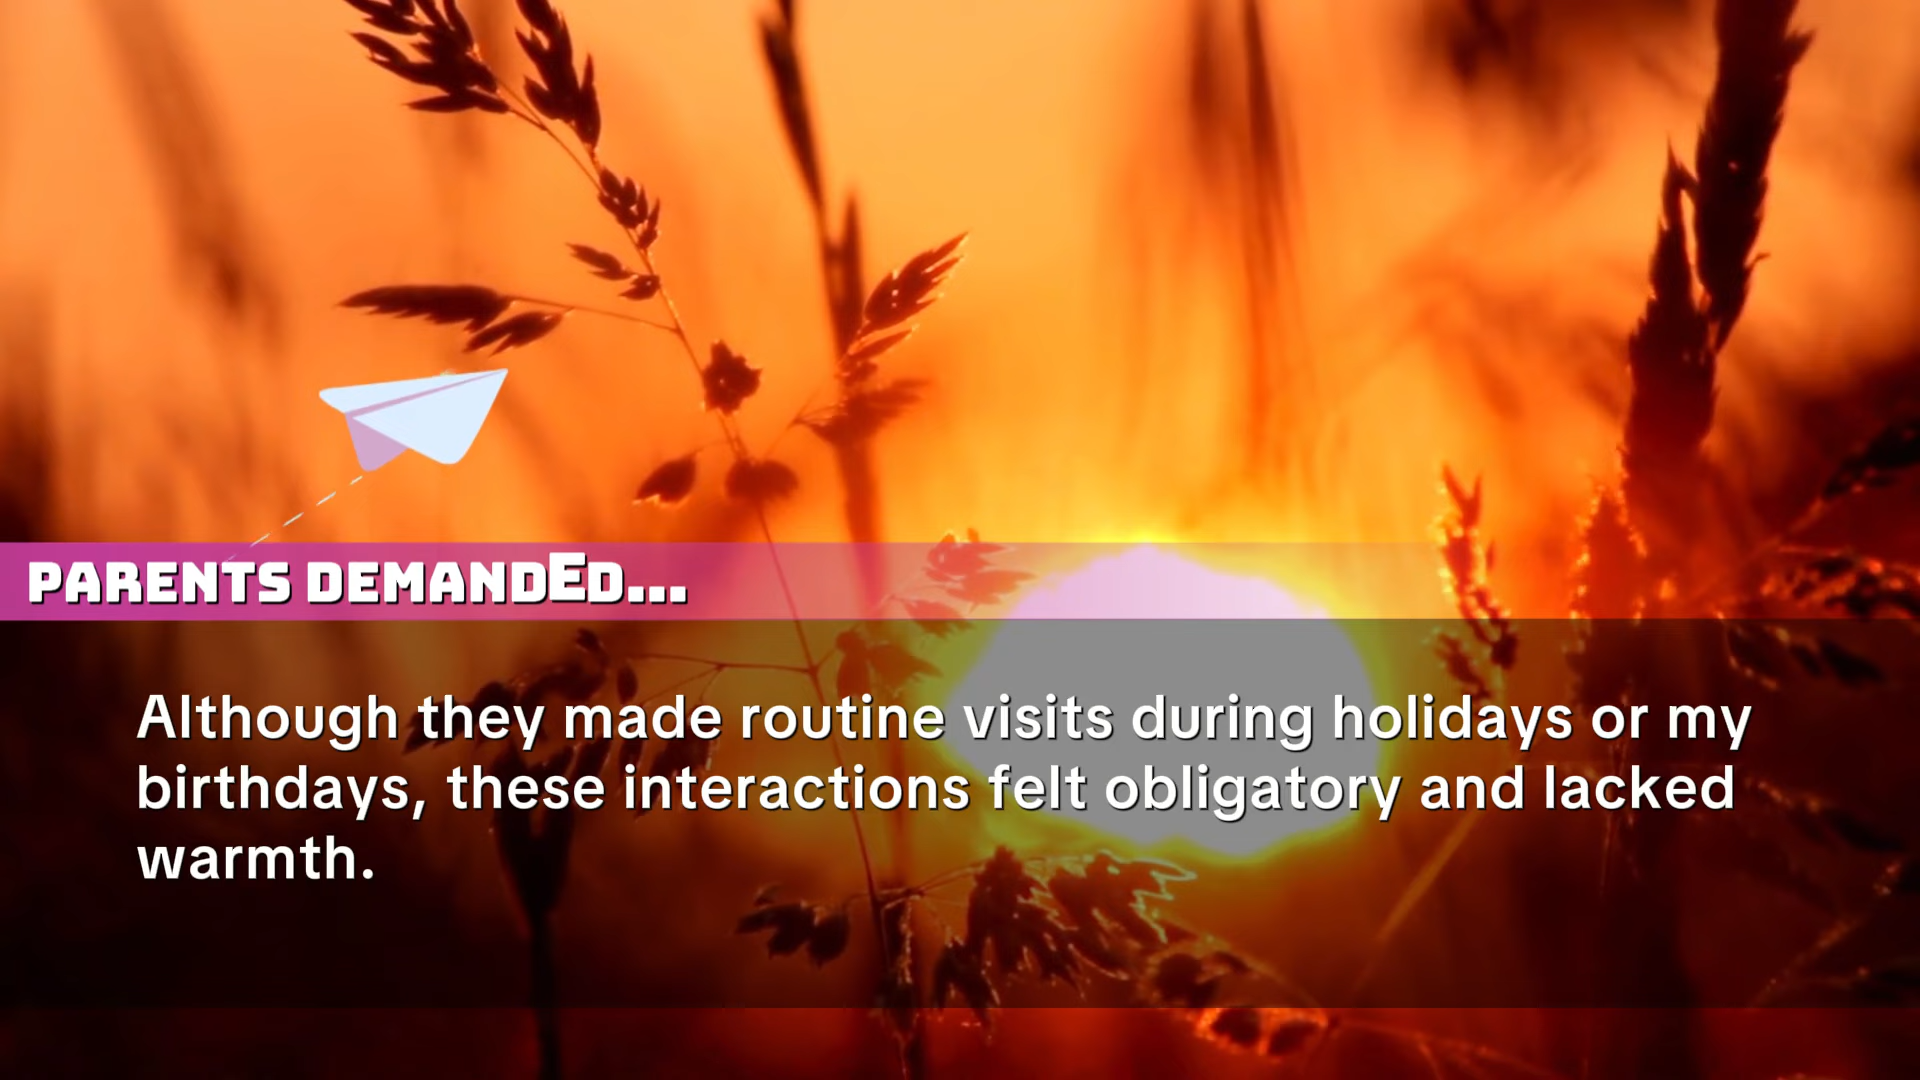 PARENTS DEMANDED...
Although they made routine visits during holidays or my
birthdays, these interactions felt obligatory and lacked
warmth.